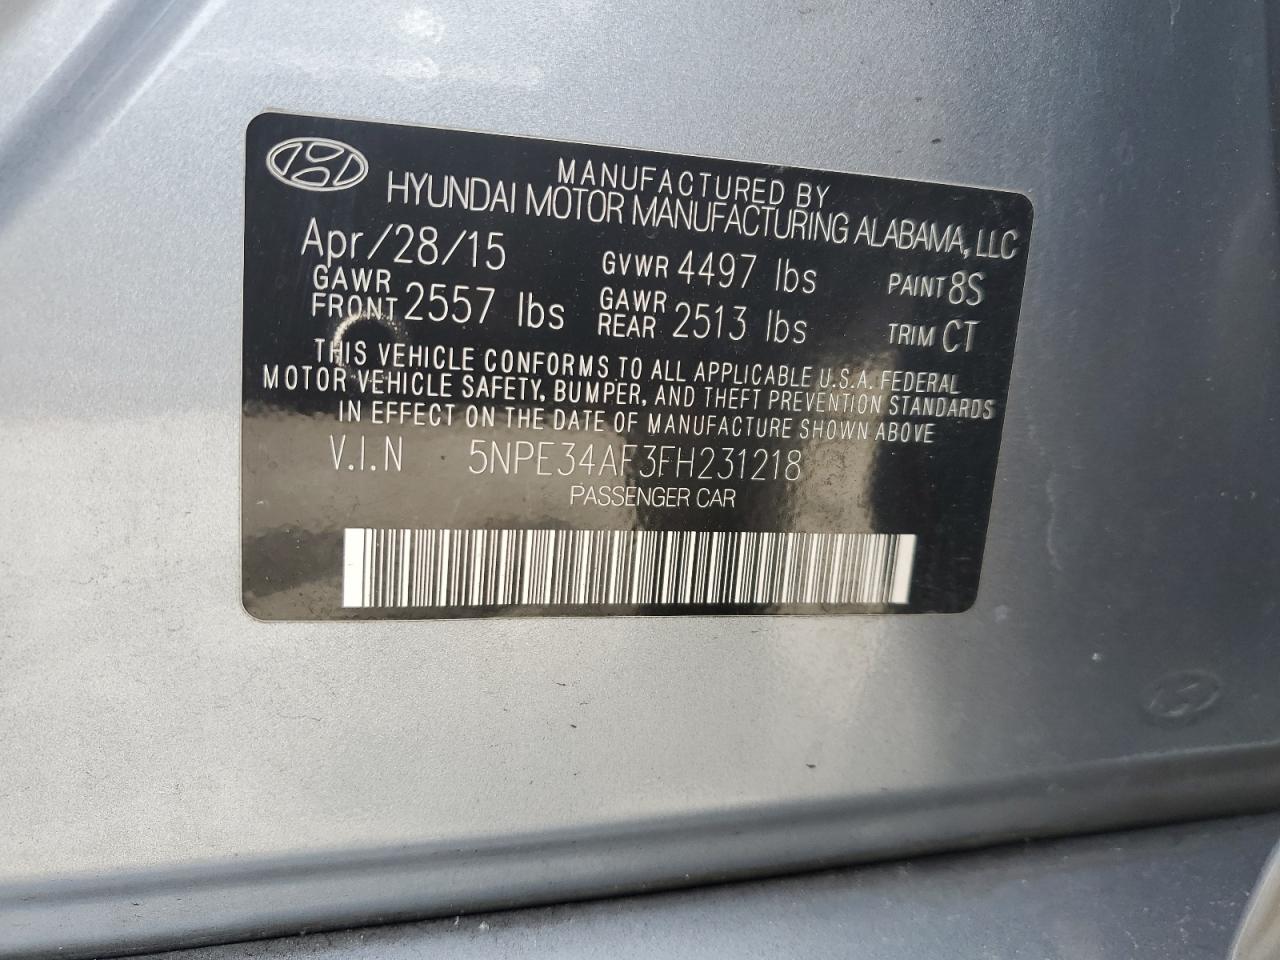 MANUFACTURED BY
HYUNDAI MOTOR MANUFACTURING ALABAMA, LLC
Apr/28/15 GVWR 4497 lbs PAINT 8S
GAWR FRONT 2557 lbs GAWR REAR 2513 lbs TRIM CT
THIS VEHICLE CONFORMS TO ALL APPLICABLE U.S.A. FEDERAL
MOTOR VEHICLE SAFETY, BUMPER, AND THEFT PREVENTION STANDARDS
IN EFFECT ON THE DATE OF MANUFACTURE SHOWN ABOVE
V.I.N 5NPE34AF3FH231218
PASSENGER CAR